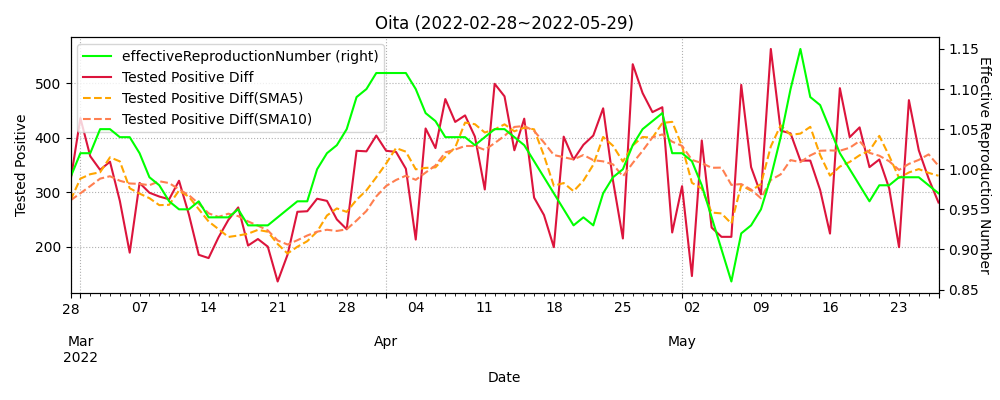 Oita (2022-02-28~2022-05-29)
effectiveReproductionNumber (right)
Tested Positive Diff
Tested Positive Diff(SMA5)
Tested Positive Diff(SMA10)
Tested Positive
500
400
300
200
Effective Reproduction Number
1.15
1.10
1.05
1.00
0.95
0.90
0.85
28 07 14 21 28 04 11 18 25 02 09 16 23
Mar Apr May
2022
Date